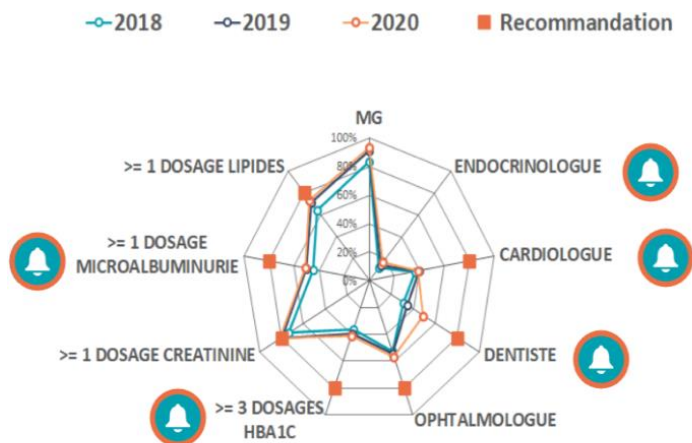 2018 2019 2020 Recommandation
MG
100%
80%
60%
40%
20%
0%
>= 1 DOSAGE LIPIDES
ENDOCRINOLOGUE
>= 1 DOSAGE
MICROALBUMINURIE
CARDIOLOGUE
>= 1 DOSAGE CREATININE
DENTISTE
>= 3 DOSAGES
HBA1C
OPHTALMOLOGUE